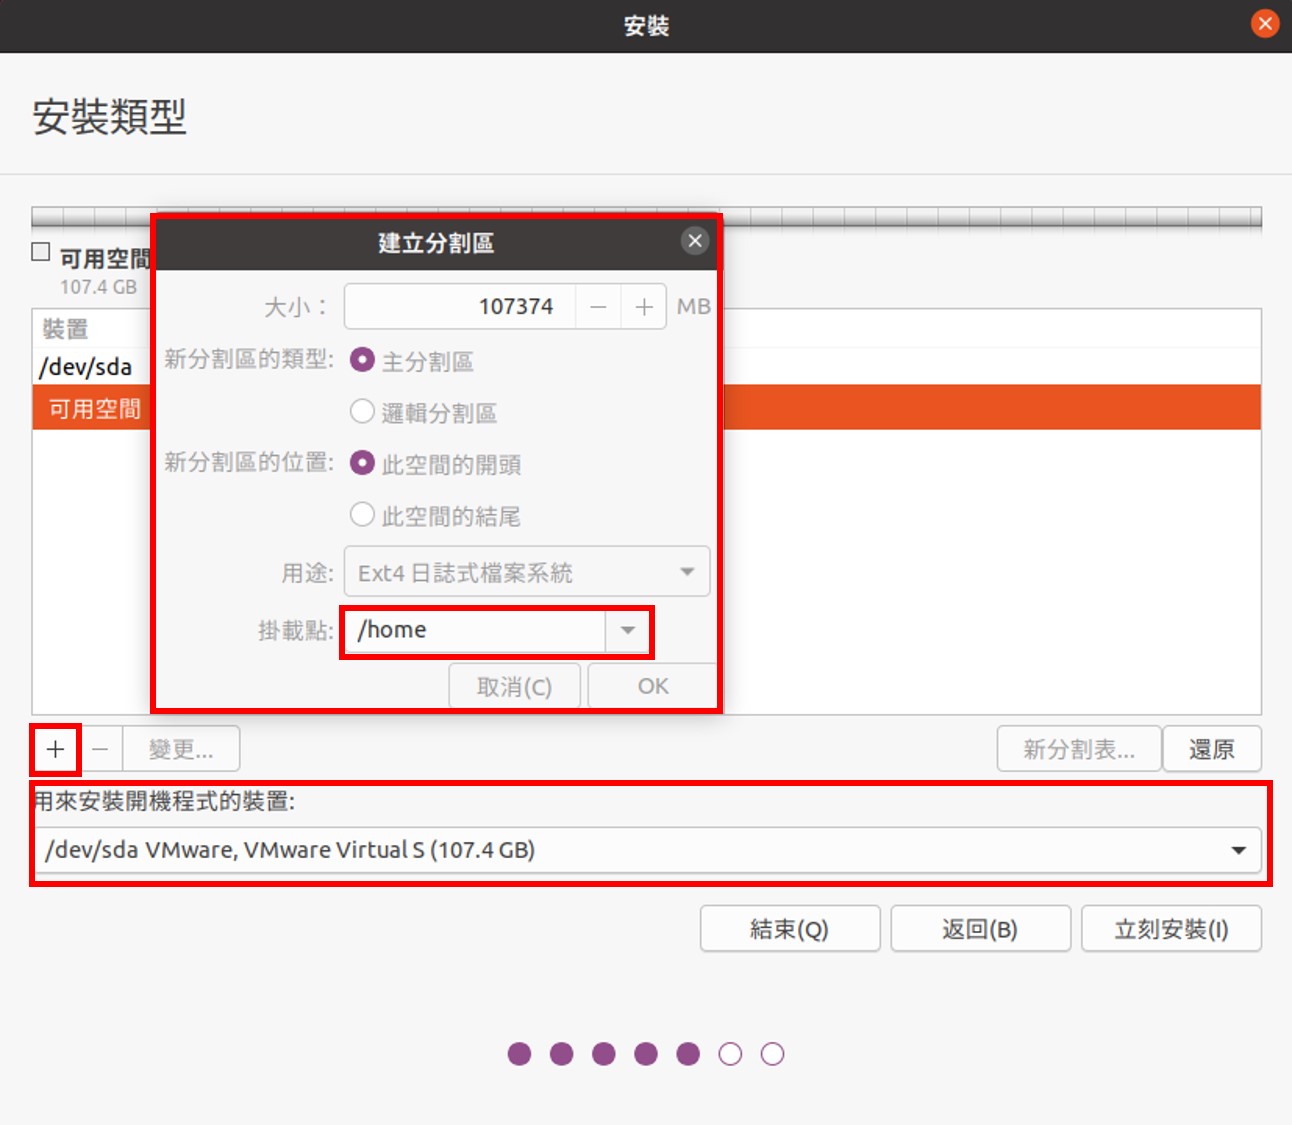 安裝
安裝類型
可用空間
107.4 GB
裝置
/dev/sda
可用空間
建立分割區
大小：
107374
MB
新分割區的類型:
主分割區
邏輯分割區
新分割區的位置:
此空間的開頭
此空間的結尾
用途:
Ext4 日誌式檔案系統
掛載點:
/home
取消(C)
OK
+
−
變更...
新分割表...
還原
用來安裝開機程式的裝置:
/dev/sda VMware, VMware Virtual S (107.4 GB)
結束(Q)
返回(B)
立刻安裝(I)